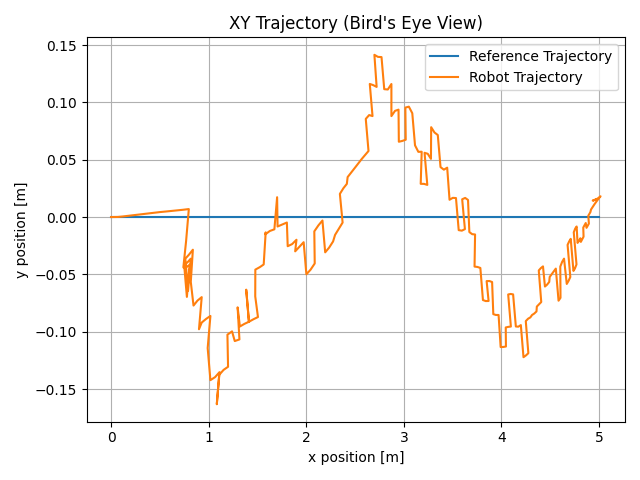 XY Trajectory (Bird's Eye View)
Reference Trajectory
Robot Trajectory
y position [m]
0.15
0.10
0.05
0.00
−0.05
−0.10
−0.15
0 1 2 3 4 5
x position [m]